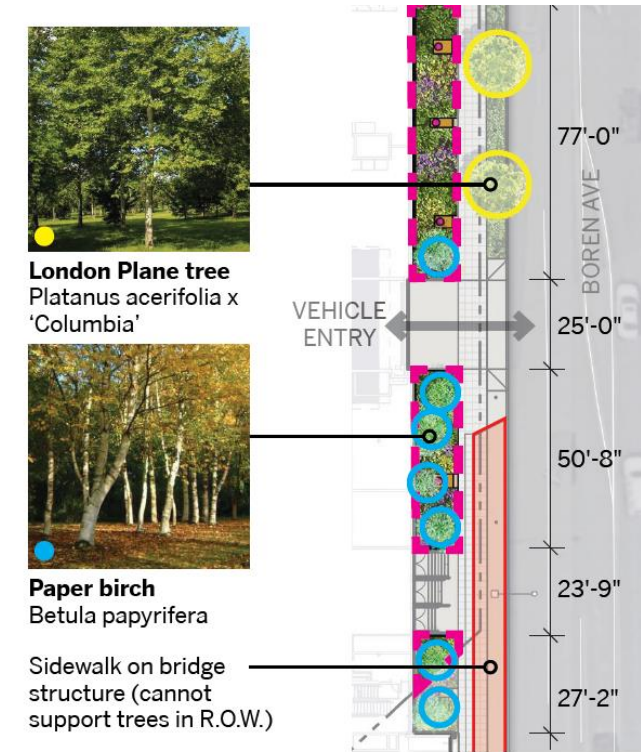 London Plane tree
Platanus acerifolia x
‘Columbia’
Paper birch
Betula papyrifera
Sidewalk on bridge
structure (cannot
support trees in R.O.W.)
VEHICLE
ENTRY
77'-0"
25'-0"
50'-8"
23'-9"
27'-2"
BOREN AVE